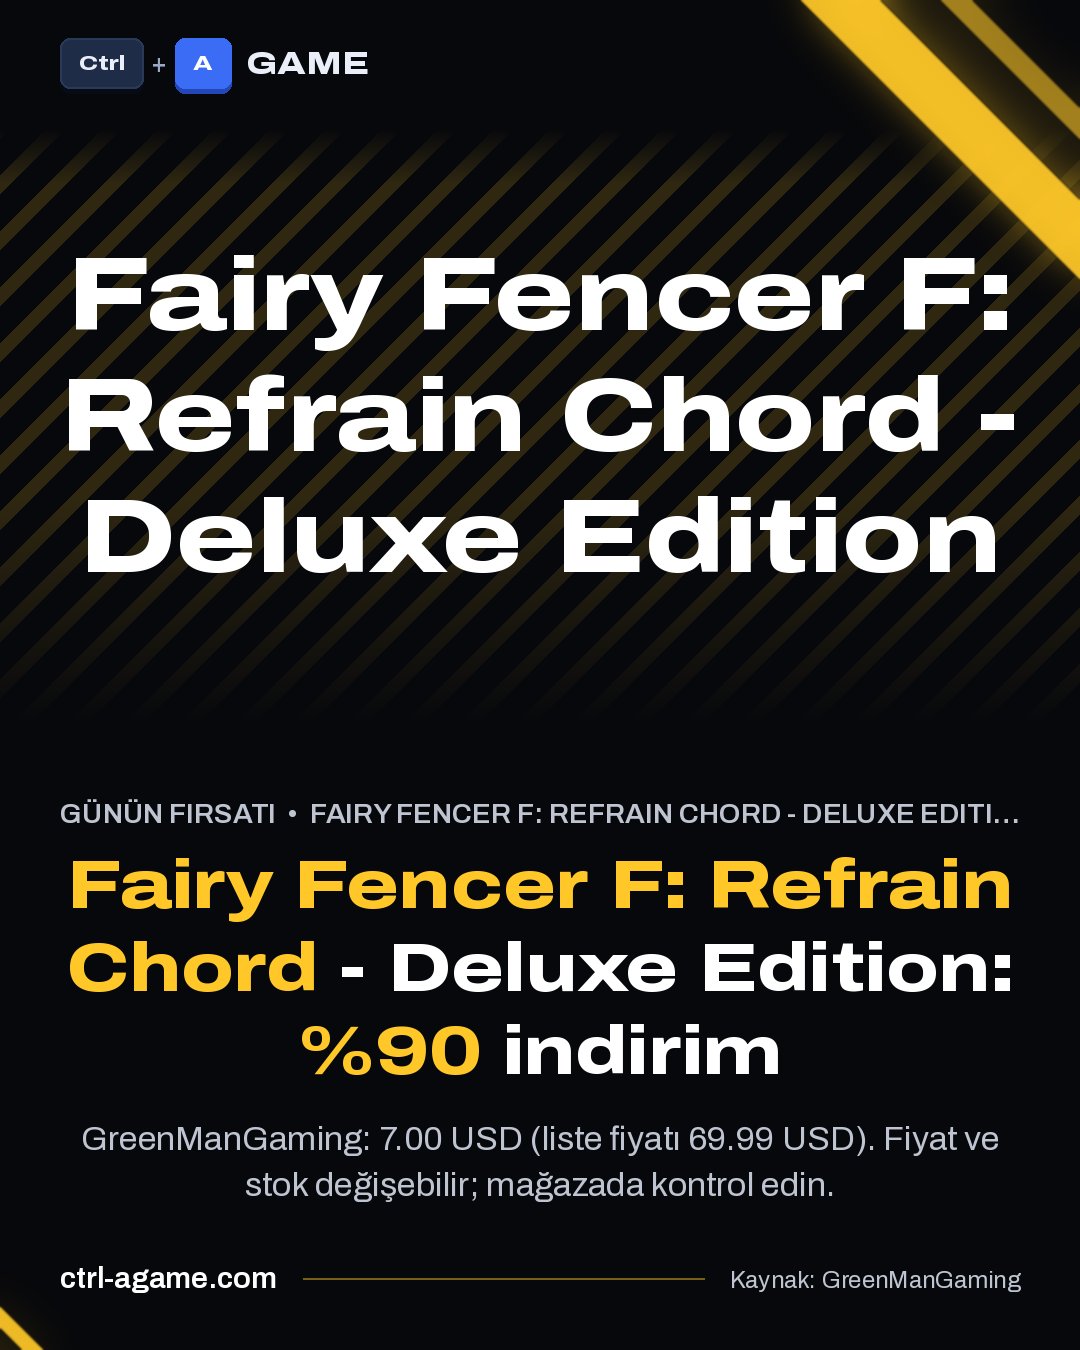 Ctrl + A GAME
Fairy Fencer F:
Refrain Chord -
Deluxe Edition
GÜNÜN FIRSATI • FAIRY FENCER F: REFRAIN CHORD - DELUXE EDITI...
Fairy Fencer F: Refrain
Chord - Deluxe Edition:
%90 indirim
GreenManGaming: 7.00 USD (liste fiyatı 69.99 USD). Fiyat ve
stok değişebilir; mağazada kontrol edin.
ctrl-agame.com
Kaynak: GreenManGaming